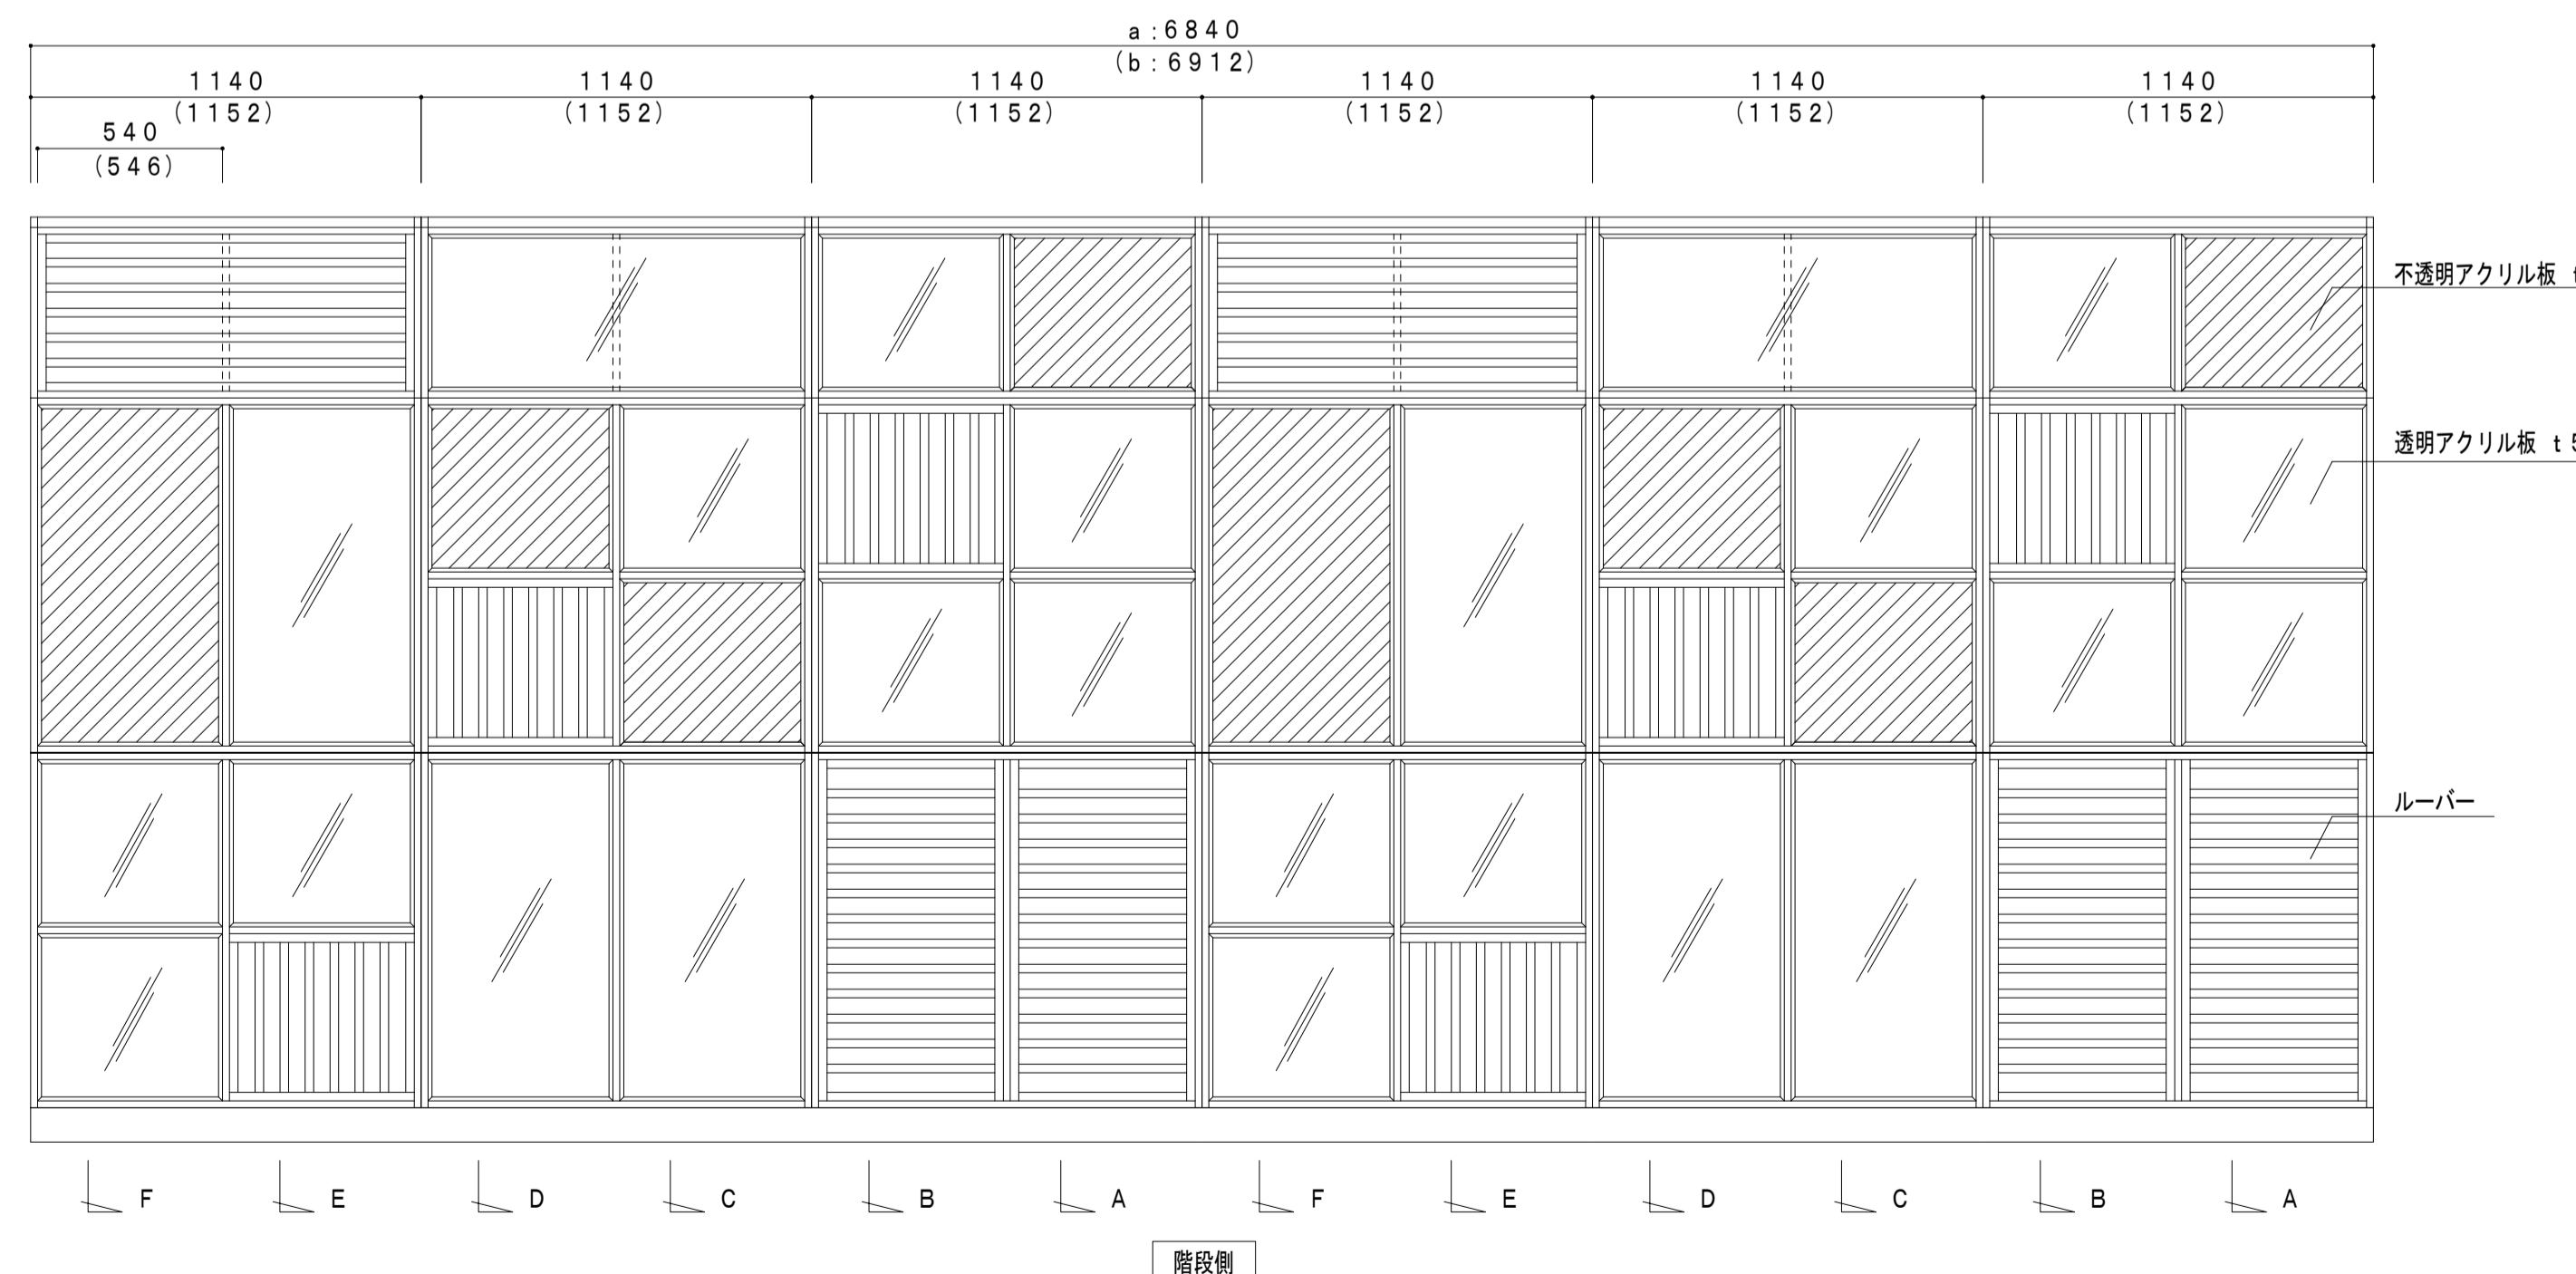 a:6840
(b:6912)
1140 1140 1140 1140 1140 1140
(1152) (1152) (1152) (1152) (1152) (1152)
540
(546)
不透明アクリル板
透明アクリル板 t5
ルーバー
F E D C B A F E D C B A
階段側